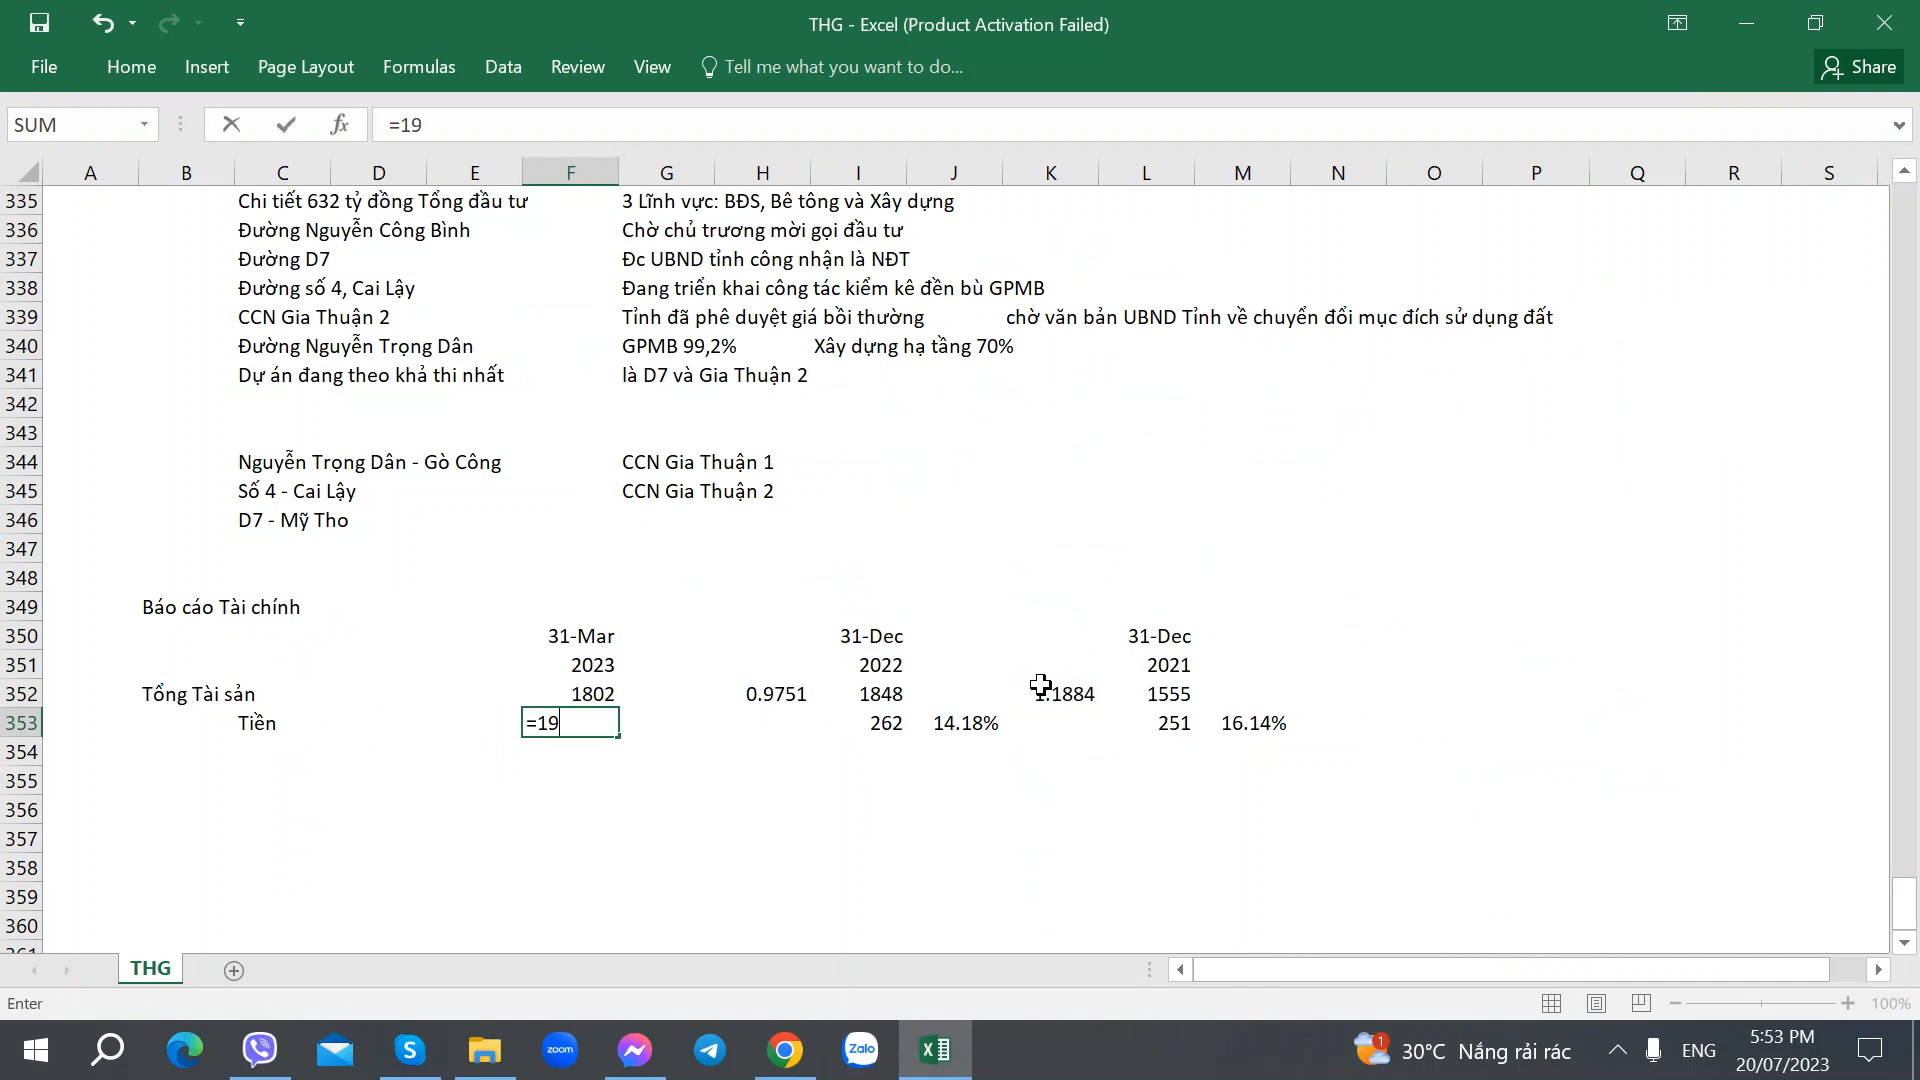 THG - Excel (Product Activation Failed)
File Home Insert Page Layout Formulas Data Review View Tell me what you want to do... Share
SUM fx =19
A B C D E F G H I J K L M N O P Q R S
335 Chi tiết 632 tỷ đồng Tổng đầu tư 3 Lĩnh vực: BĐS, Bê tông và Xây dựng
336 Đường Nguyễn Công Bình Chờ chủ trương mời gọi đầu tư
337 Đường D7 Đc UBND tỉnh công nhận là NĐT
338 Đường số 4, Cai Lậy Đang triển khai công tác kiểm kê đền bù GPMB
339 CCN Gia Thuận 2 Tỉnh đã phê duyệt giá bồi thường chờ văn bản UBND Tỉnh về chuyển đổi mục đích sử dụng đất
340 Đường Nguyễn Trọng Dân GPMB 99,2% Xây dựng hạ tầng 70%
341 Dự án đang theo khả thi nhất là D7 và Gia Thuận 2
342
343
344 Nguyễn Trọng Dân - Gò Công CCN Gia Thuận 1
345 Số 4 - Cai Lậy CCN Gia Thuận 2
346 D7 - Mỹ Tho
347
348
349 Báo cáo Tài chính
350 31-Mar 31-Dec 31-Dec
351 2023 2022 2021
352 Tổng Tài sản 1802 0.9751 1848 1.1884 1555
353 Tiền =19 262 14.18% 251 16.14%
354
355
356
357
358
359
360
361
THG
Enter 100%
zoom Zalo 1 30°C Nắng rải rác ENG 5:53 PM
20/07/2023